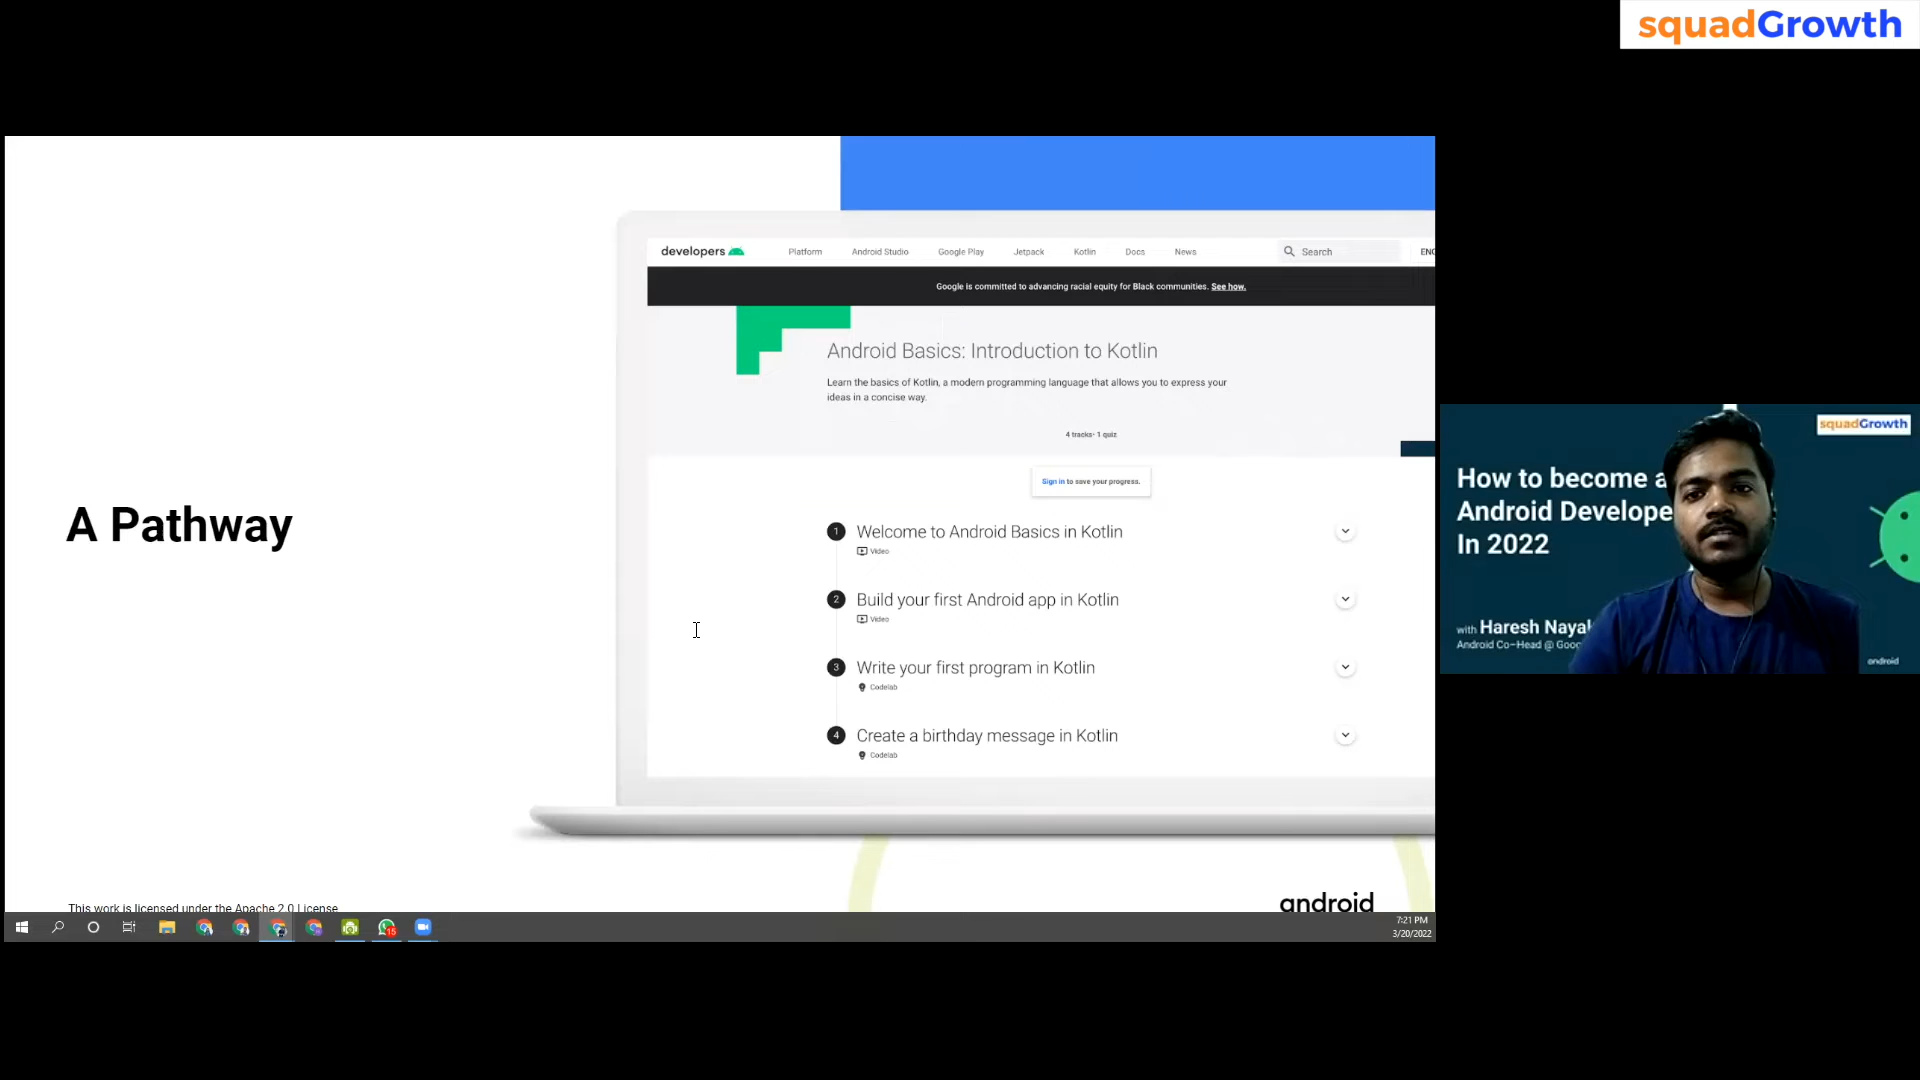 squadGrowth
developers
Platform
Android Studio
Google Play
Jetpack
Kotlin
Docs
News
Search
Google is committed to advancing racial equity for Black communities. See how.
Android Basics: Introduction to Kotlin
Learn the basics of Kotlin, a modern programming language that allows you to express your
ideas in a concise way.
4 tracks· 1 quiz
Sign in to save your progress.
A Pathway
1 Welcome to Android Basics in Kotlin
Video
2 Build your first Android app in Kotlin
Video
3 Write your first program in Kotlin
Codelab
4 Create a birthday message in Kotlin
Codelab
This work is licensed under the Apache 2.0 License
android
15
7:21 PM
3/20/2022
squadGrowth
How to become a
Android Develope
In 2022
with Haresh Naya
Android Co-Head @ Goo
android